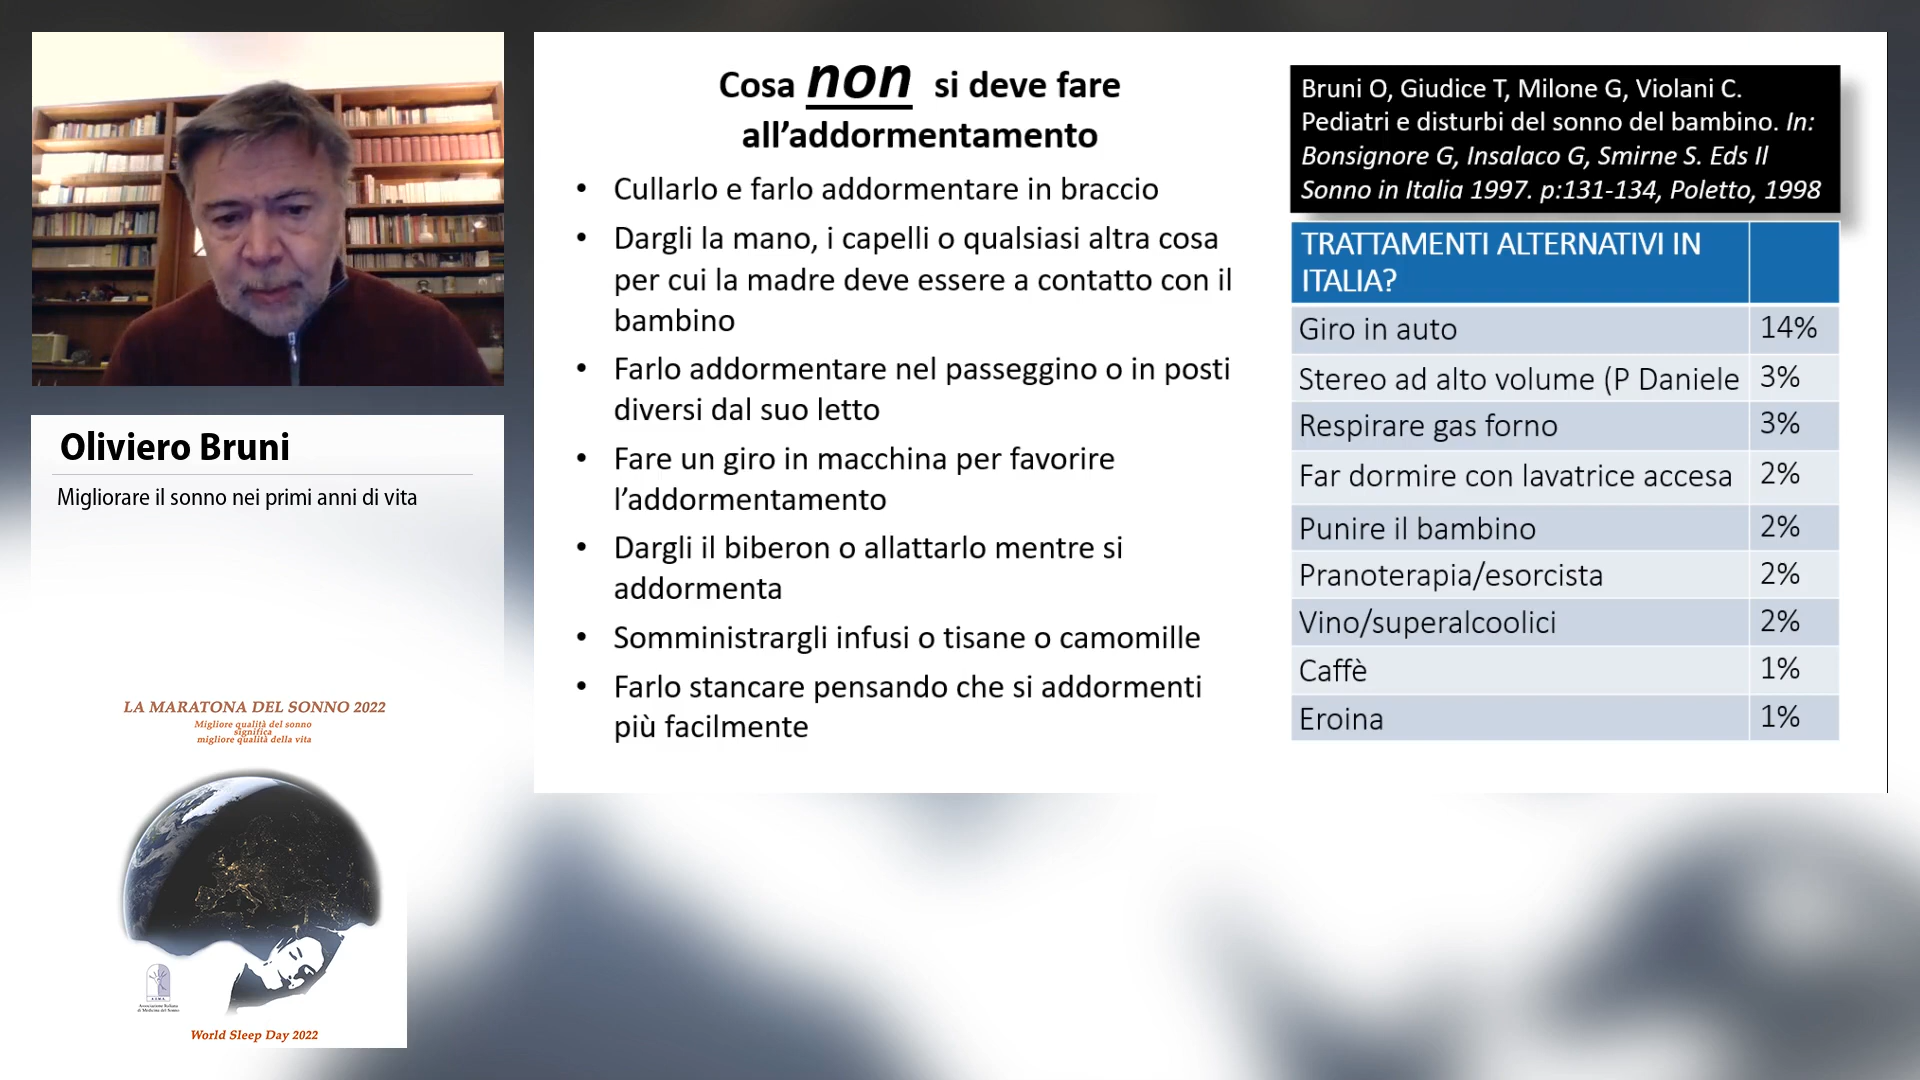 Oliviero Bruni
Migliorare il sonno nei primi anni di vita
LA MARATONA DEL SONNO 2022
Migliore qualità del sonno
significa
migliore qualità della vita
A.I.M.S.
Associazione Italiana
di Medicina del Sonno
World Sleep Day 2022
Cosa non si deve fare
all’addormentamento
• Cullarlo e farlo addormentare in braccio
• Dargli la mano, i capelli o qualsiasi altra cosa
per cui la madre deve essere a contatto con il
bambino
• Farlo addormentare nel passeggino o in posti
diversi dal suo letto
• Fare un giro in macchina per favorire
l’addormentamento
• Dargli il biberon o allattarlo mentre si
addormenta
• Somministrargli infusi o tisane o camomille
• Farlo stancare pensando che si addormenti
più facilmente
Bruni O, Giudice T, Milone G, Violani C.
Pediatri e disturbi del sonno del bambino. In:
Bonsignore G, Insalaco G, Smirne S. Eds Il
Sonno in Italia 1997. p:131-134, Poletto, 1998
TRATTAMENTI ALTERNATIVI IN
ITALIA?
Giro in auto 14%
Stereo ad alto volume (P Daniele 3%
Respirare gas forno 3%
Far dormire con lavatrice accesa 2%
Punire il bambino 2%
Pranoterapia/esorcista 2%
Vino/superalcoolici 2%
Caffè 1%
Eroina 1%